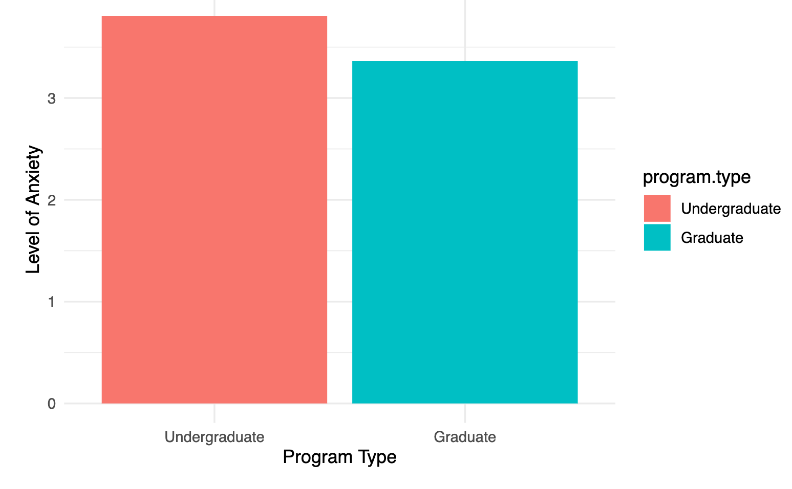 3
2
1
0
Level of Anxiety
Undergraduate
Graduate
Program Type
program.type
Undergraduate
Graduate